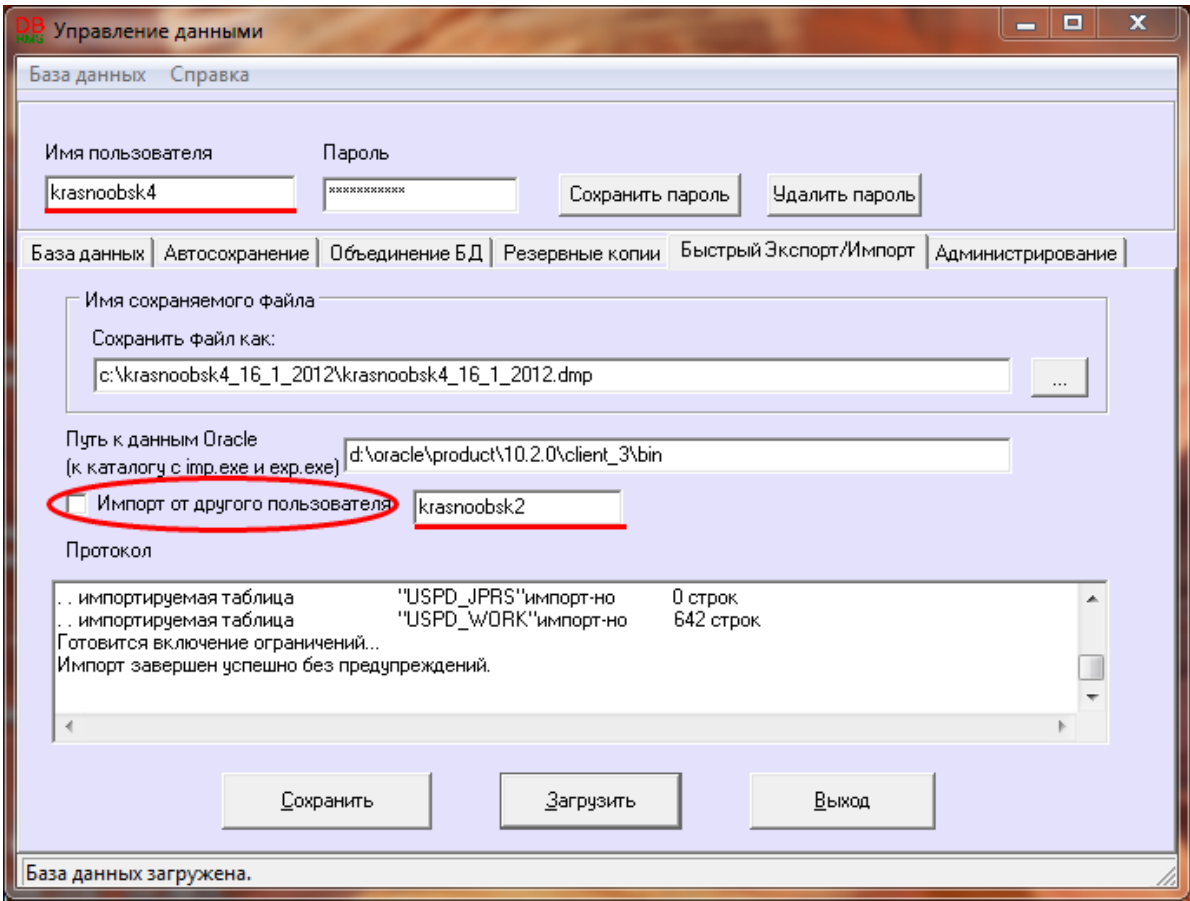 DB
HNS
Управление данными
База данных Справка
Имя пользователя Пароль
krasnoobsk4 *********** Сохранить пароль Удалить пароль
База данных Автосохранение Объединение БД Резервные копии Быстрый Экспорт/Импорт Администрирование
Имя сохраняемого файла
Сохранить файл как:
c:\krasnoobsk4_16_1_2012\krasnoobsk4_16_1_2012.dmp ...
Путь к данным Oracle
(к каталогу с imp.exe и exp.exe) d:\oracle\product\10.2.0\client_3\bin
Импорт от другого пользователя krasnoobsk2
Протокол
. . импортируемая таблица "USPD_JPRS"импорт-но 0 строк
. . импортируемая таблица "USPD_WORK"импорт-но 642 строк
Готовится включение ограничений...
Импорт завершен успешно без предупреждений.
Сохранить Загрузить Выход
База данных загружена.